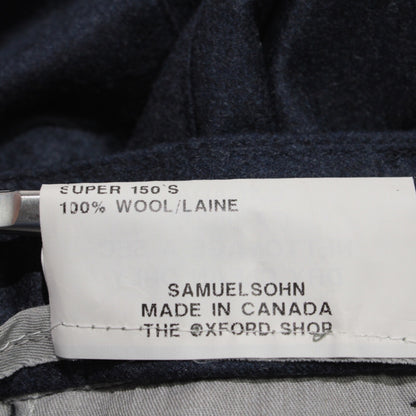 SUPER 150'S
100% WOOL/LAINE
SAMUELSOHN
MADE IN CANADA
THE OXFORD SHOP